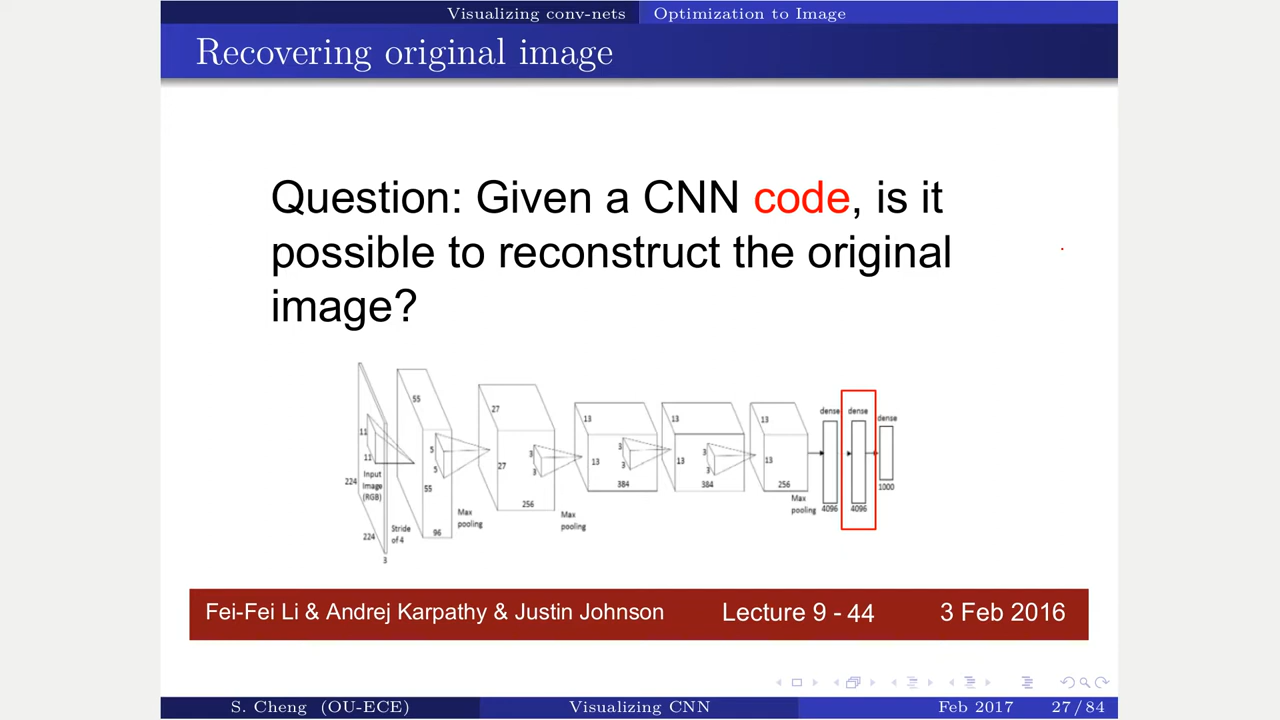 Visualizing conv-nets Optimization to Image
Recovering original image
Question: Given a CNN code, is it
possible to reconstruct the original
image?
224
224
3
11
11
Input
Image
(RGB)
Stride
of 4
55
55
96
5
5
Max
pooling
27
27
256
3
3
Max
pooling
13
13
384
3
3
13
13
384
3
3
13
13
256
Max
pooling
dense
4096
dense
4096
dense
1000
Fei-Fei Li & Andrej Karpathy & Justin Johnson Lecture 9 - 44 3 Feb 2016
S. Cheng (OU-ECE) Visualizing CNN Feb 2017 27/84